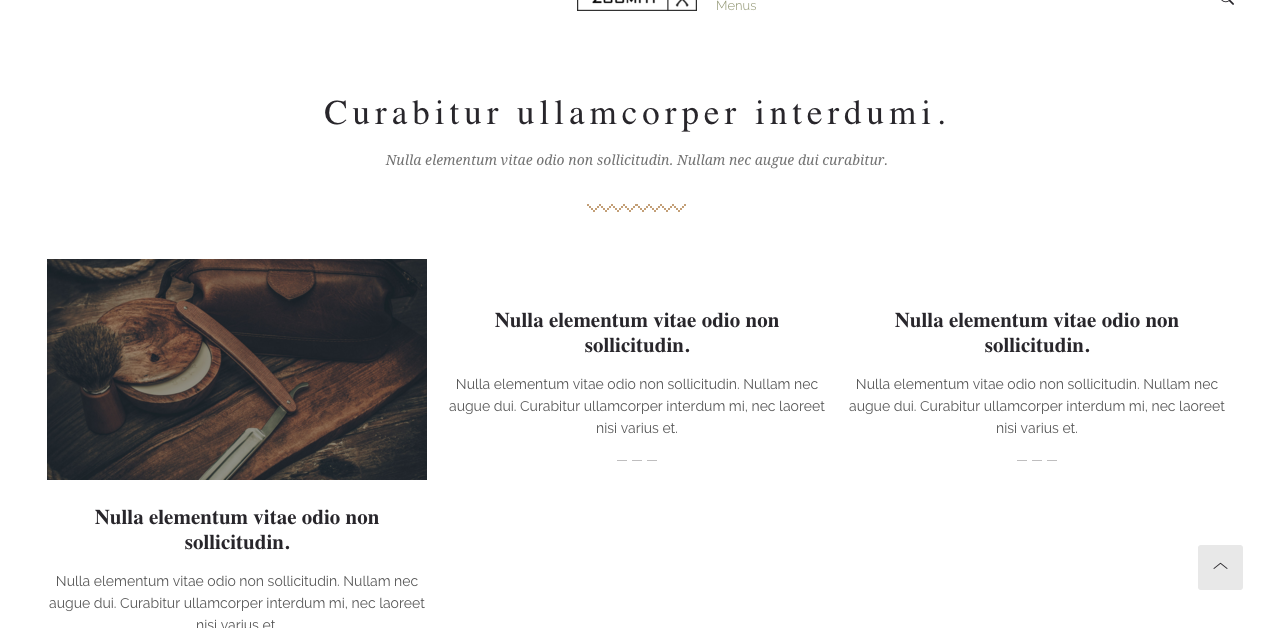 Menus
Curabitur ullamcorper interdumi.
Nulla elementum vitae odio non sollicitudin. Nullam nec augue dui curabitur.
Nulla elementum vitae odio non
sollicitudin.
Nulla elementum vitae odio non sollicitudin. Nullam nec
augue dui. Curabitur ullamcorper interdum mi, nec laoreet
nisi varius et.
Nulla elementum vitae odio non
sollicitudin.
Nulla elementum vitae odio non sollicitudin. Nullam nec
augue dui. Curabitur ullamcorper interdum mi, nec laoreet
nisi varius et.
Nulla elementum vitae odio non
sollicitudin.
Nulla elementum vitae odio non sollicitudin. Nullam nec
augue dui. Curabitur ullamcorper interdum mi, nec laoreet
nisi varius et.